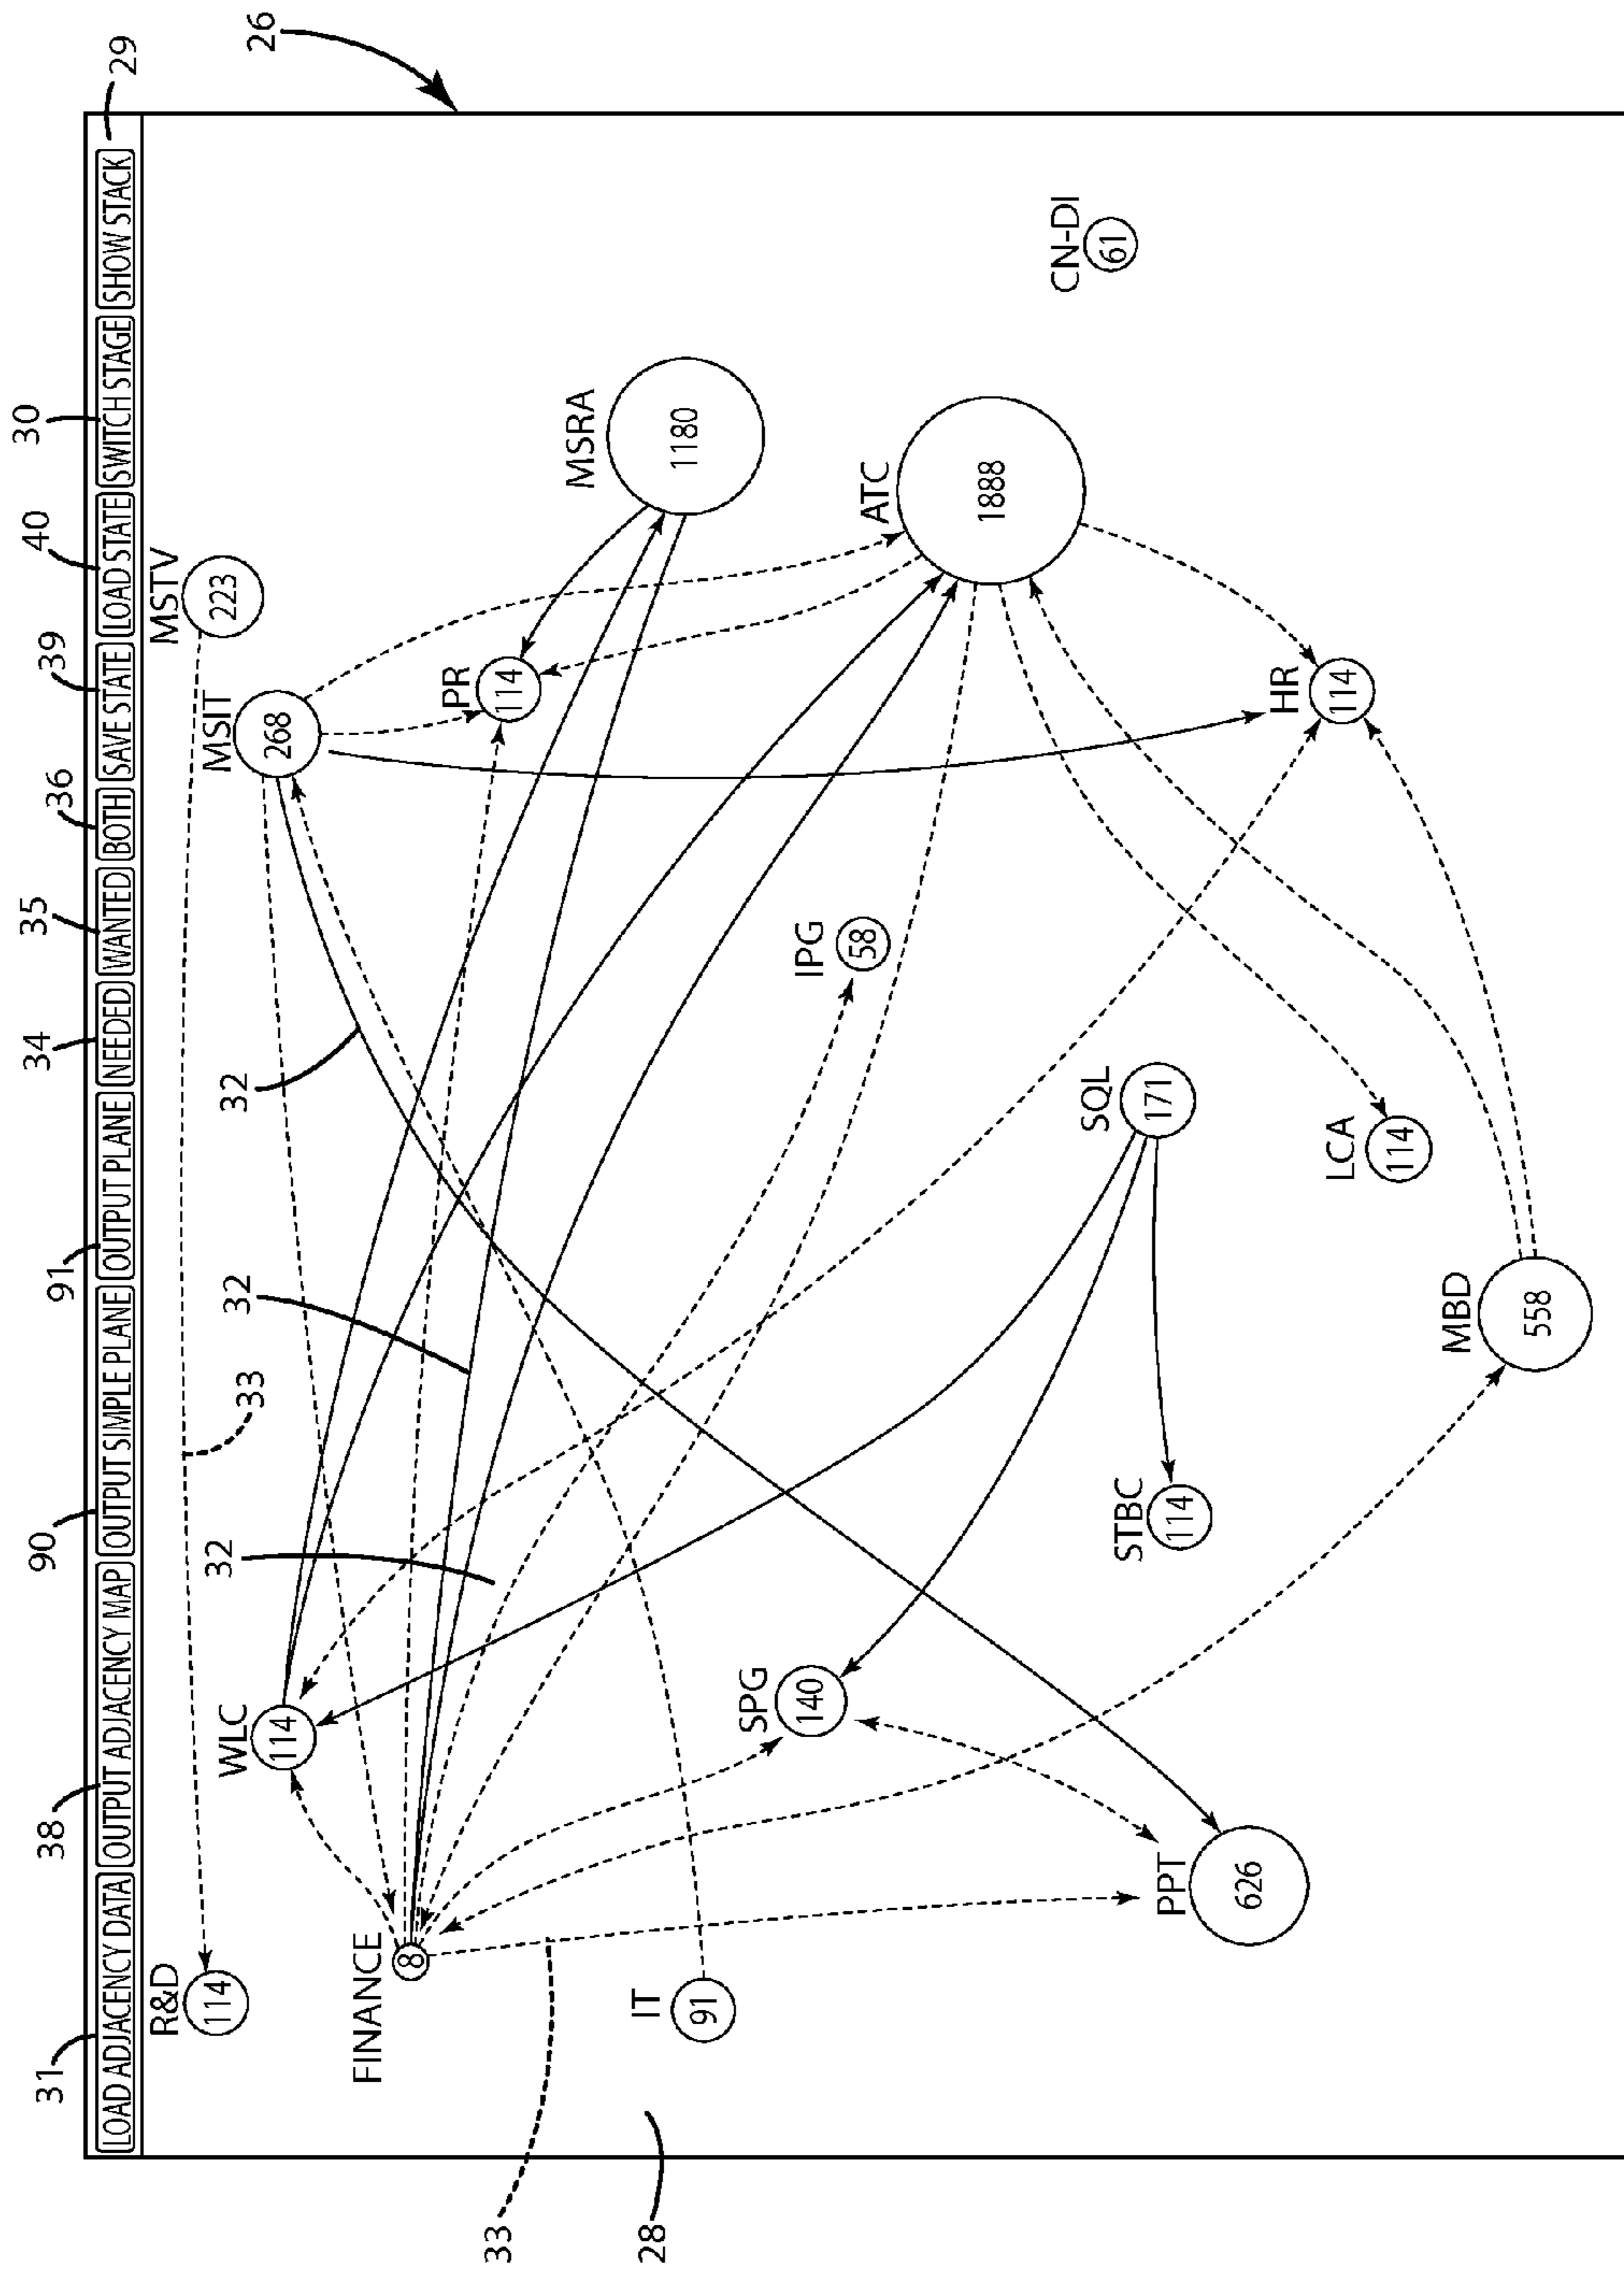 26
29
30
40
39
36
35
34
91
90
38
31
LOAD ADJACENCY DATA OUTPUT ADJACENCY MAP OUTPUT SIMPLE PLANE OUTPUT PLANE NEEDED WANTED BOTH SAVE STATE LOAD STATE SWITCH STAGE SHOW STACK
R&D
114
MSTV
223
33
WLC
114
32
32
32
MSIT
268
FINANCE
8
PR
114
MSRA
1180
IT
91
33
28
SPG
140
IPG
58
ATC
1888
CN-DI
61
SQL
171
STBC
114
PPT
626
HR
114
LCA
114
MBD
558